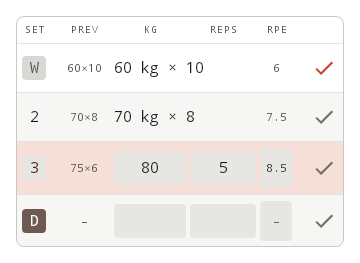 SET PREV KG REPS RPE
W 60×10 60 kg × 10 6
2 70×8 70 kg × 8 7.5
3 75×6 80 5 8.5
D – –